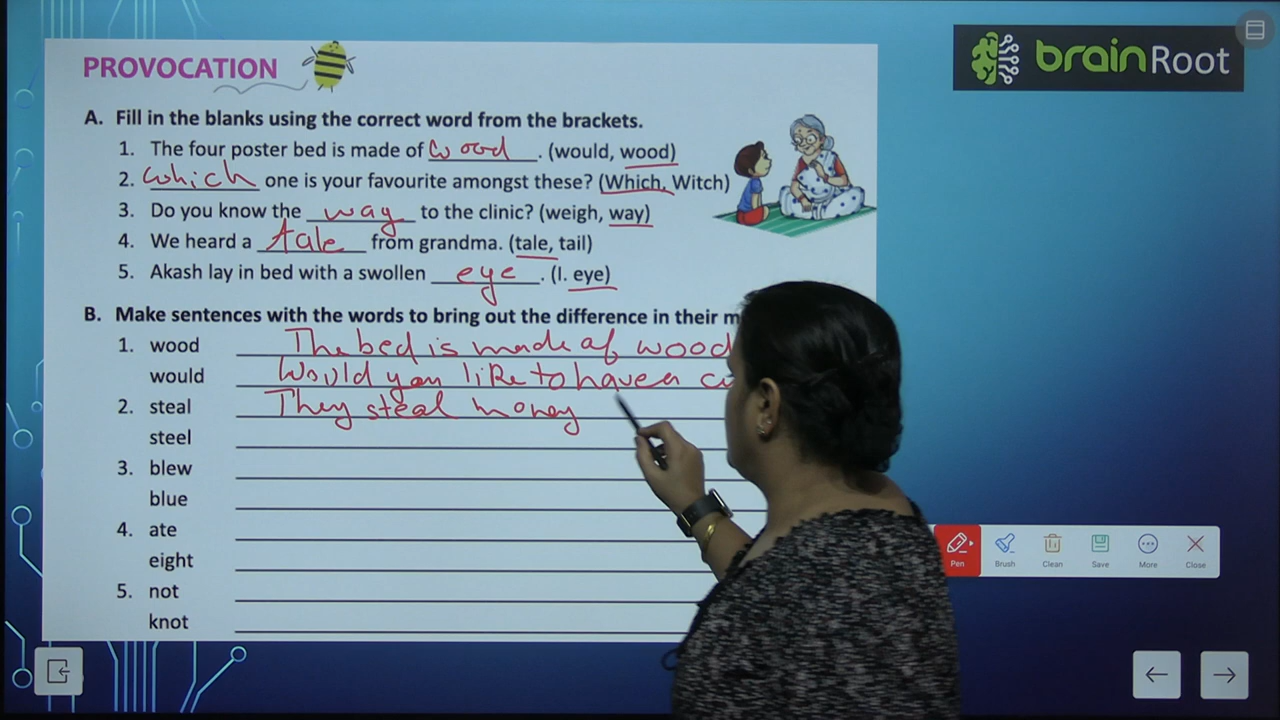 PROVOCATION
brainRoot
A. Fill in the blanks using the correct word from the brackets.
1. The four poster bed is made of wood. (would, wood)
2. Which one is your favourite amongst these? (Which, Witch)
3. Do you know the way to the clinic? (weigh, way)
4. We heard a tale from grandma. (tale, tail)
5. Akash lay in bed with a swollen eye. (I. eye)
B. Make sentences with the words to bring out the difference in their
1. wood The bed is made of wood
would Would you like to have a
2. steal They steal money
steel
3. blew
blue
4. ate
eight
5. not
knot
Pen Brush Clean Save More Close